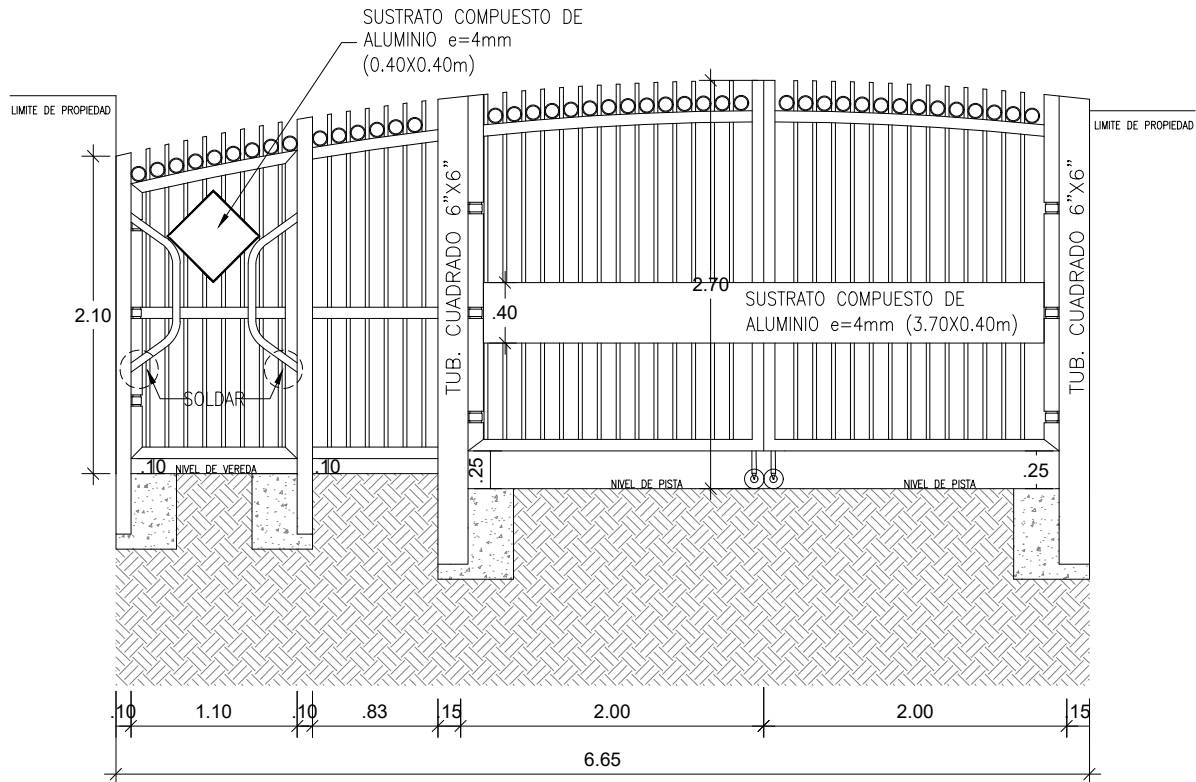 SUSTRATO COMPUESTO DE
ALUMINIO e=4mm
(0.40X0.40m)
LIMITE DE PROPIEDAD
LIMITE DE PROPIEDAD
TUB. CUADRADO 6"X6"
TUB. CUADRADO 6"X6"
2.10
2.70
.40
SUSTRATO COMPUESTO DE
ALUMINIO e=4mm (3.70X0.40m)
SOLDAR
.10
NIVEL DE VEREDA
.10
.25
NIVEL DE PISTA
NIVEL DE PISTA
.25
.10
1.10
.10
.83
.15
2.00
2.00
.15
6.65